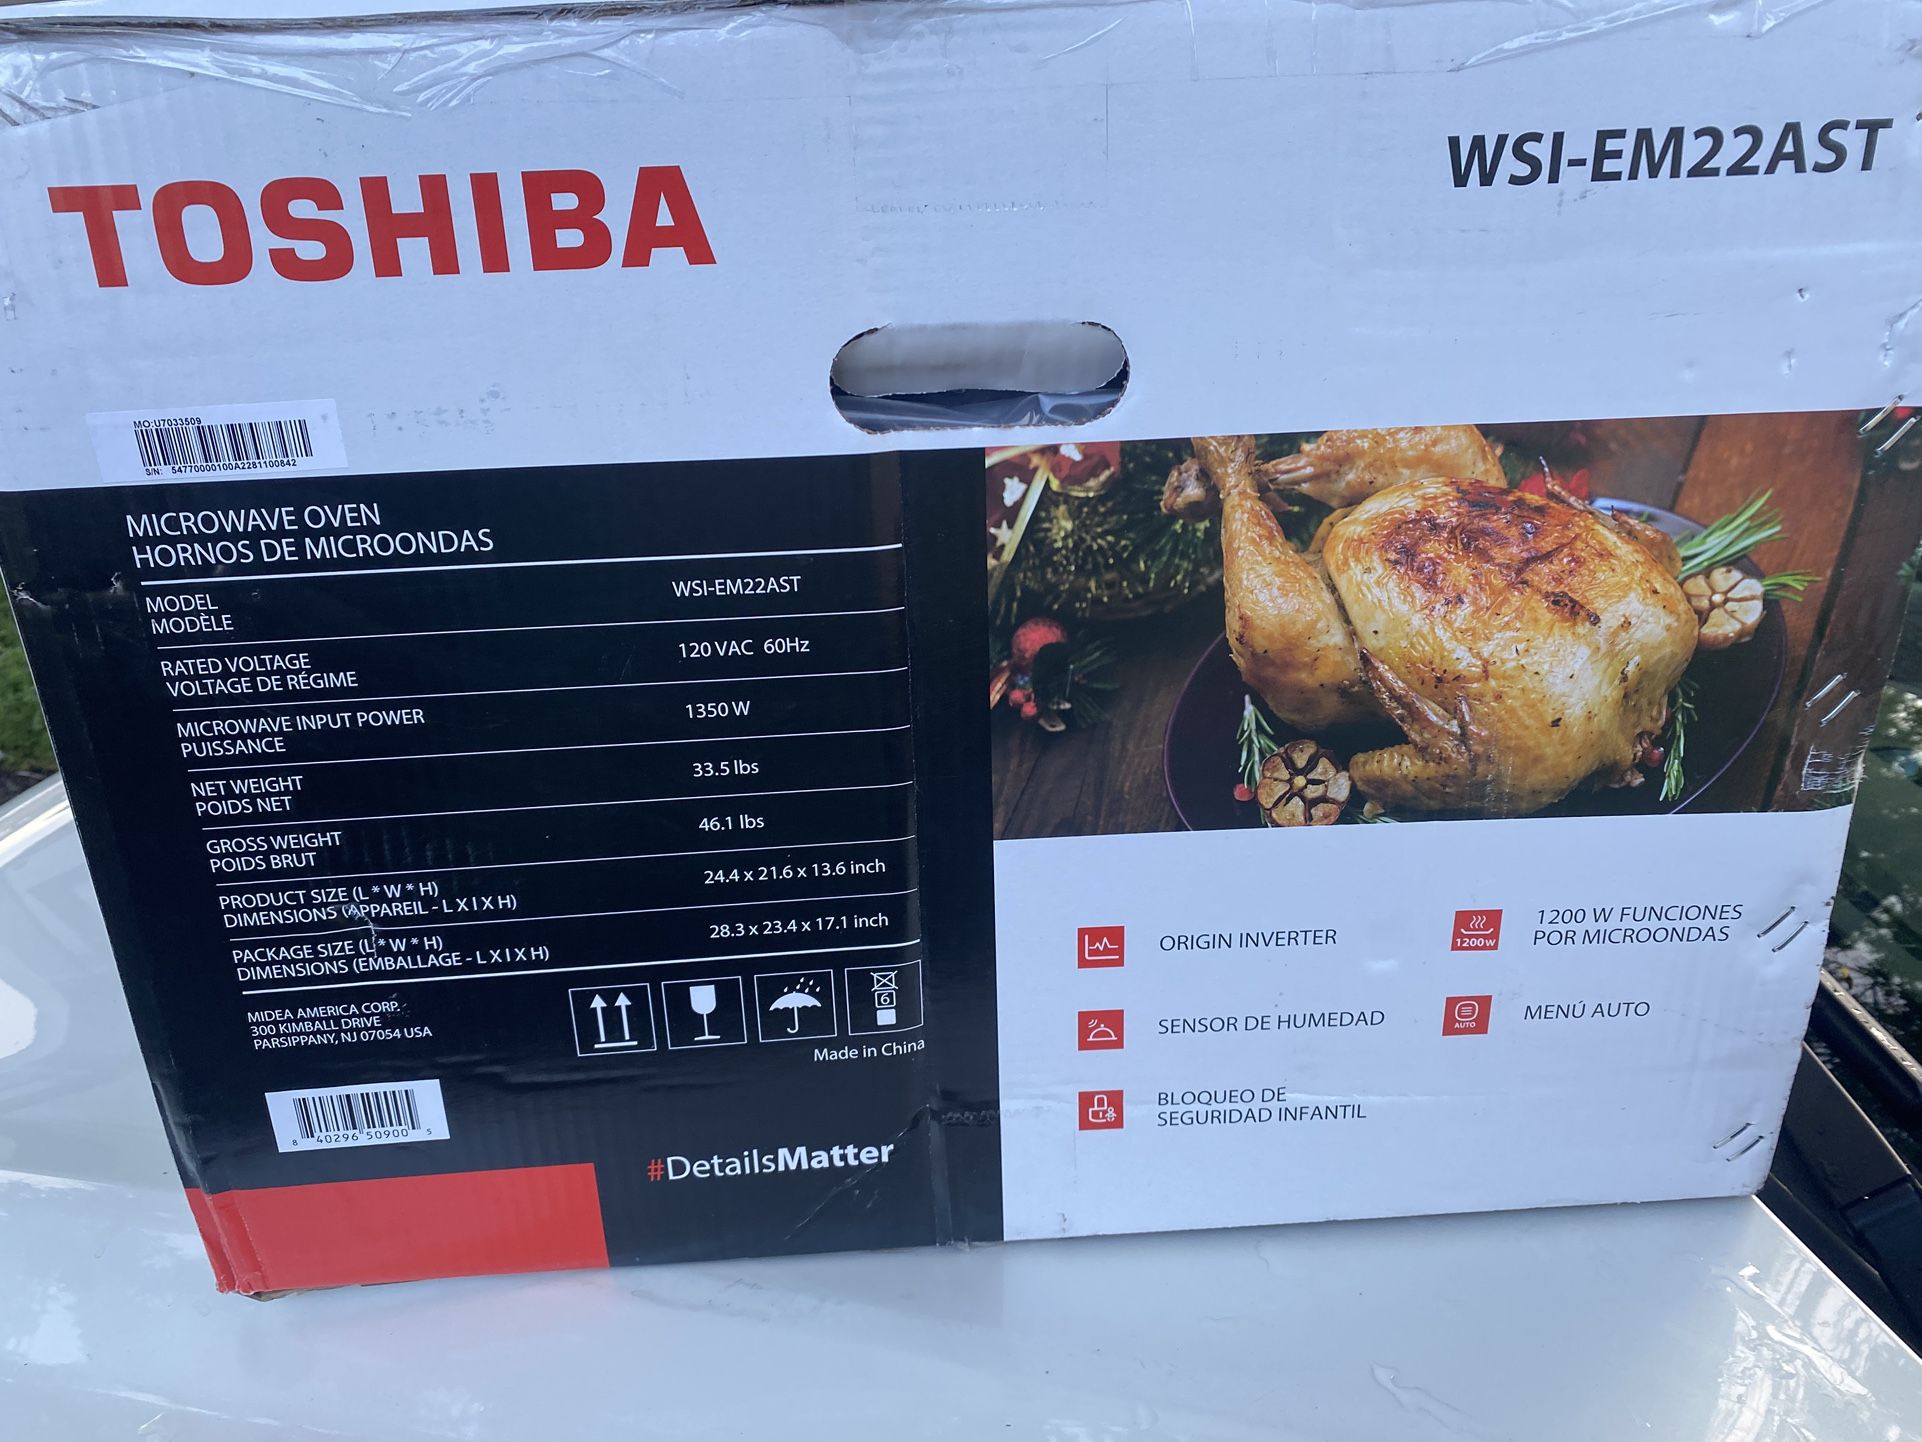 TOSHIBA
WSI-EM22AST
MO:U7033509
S/N: 54770000100A2281100842
MICROWAVE OVEN
HORNOS DE MICROONDAS
MODEL
MODÈLE
WSI-EM22AST
RATED VOLTAGE
VOLTAGE DE RÉGIME
120 VAC 60Hz
MICROWAVE INPUT POWER
PUISSANCE
1350 W
NET WEIGHT
POIDS NET
33.5 lbs
GROSS WEIGHT
POIDS BRUT
46.1 lbs
PRODUCT SIZE (L * W * H)
DIMENSIONS (APPAREIL - L X I X H)
24.4 x 21.6 x 13.6 inch
PACKAGE SIZE (L * W * H)
DIMENSIONS (EMBALLAGE - L X I X H)
28.3 x 23.4 x 17.1 inch
MIDEA AMERICA CORP.
300 KIMBALL DRIVE
PARSIPPANY, NJ 07054 USA
6
Made in China
8 40296 50900 5
#DetailsMatter
ORIGIN INVERTER
1200 W
1200 W FUNCIONES
POR MICROONDAS
SENSOR DE HUMEDAD
AUTO
MENÚ AUTO
BLOQUEO DE
SEGURIDAD INFANTIL